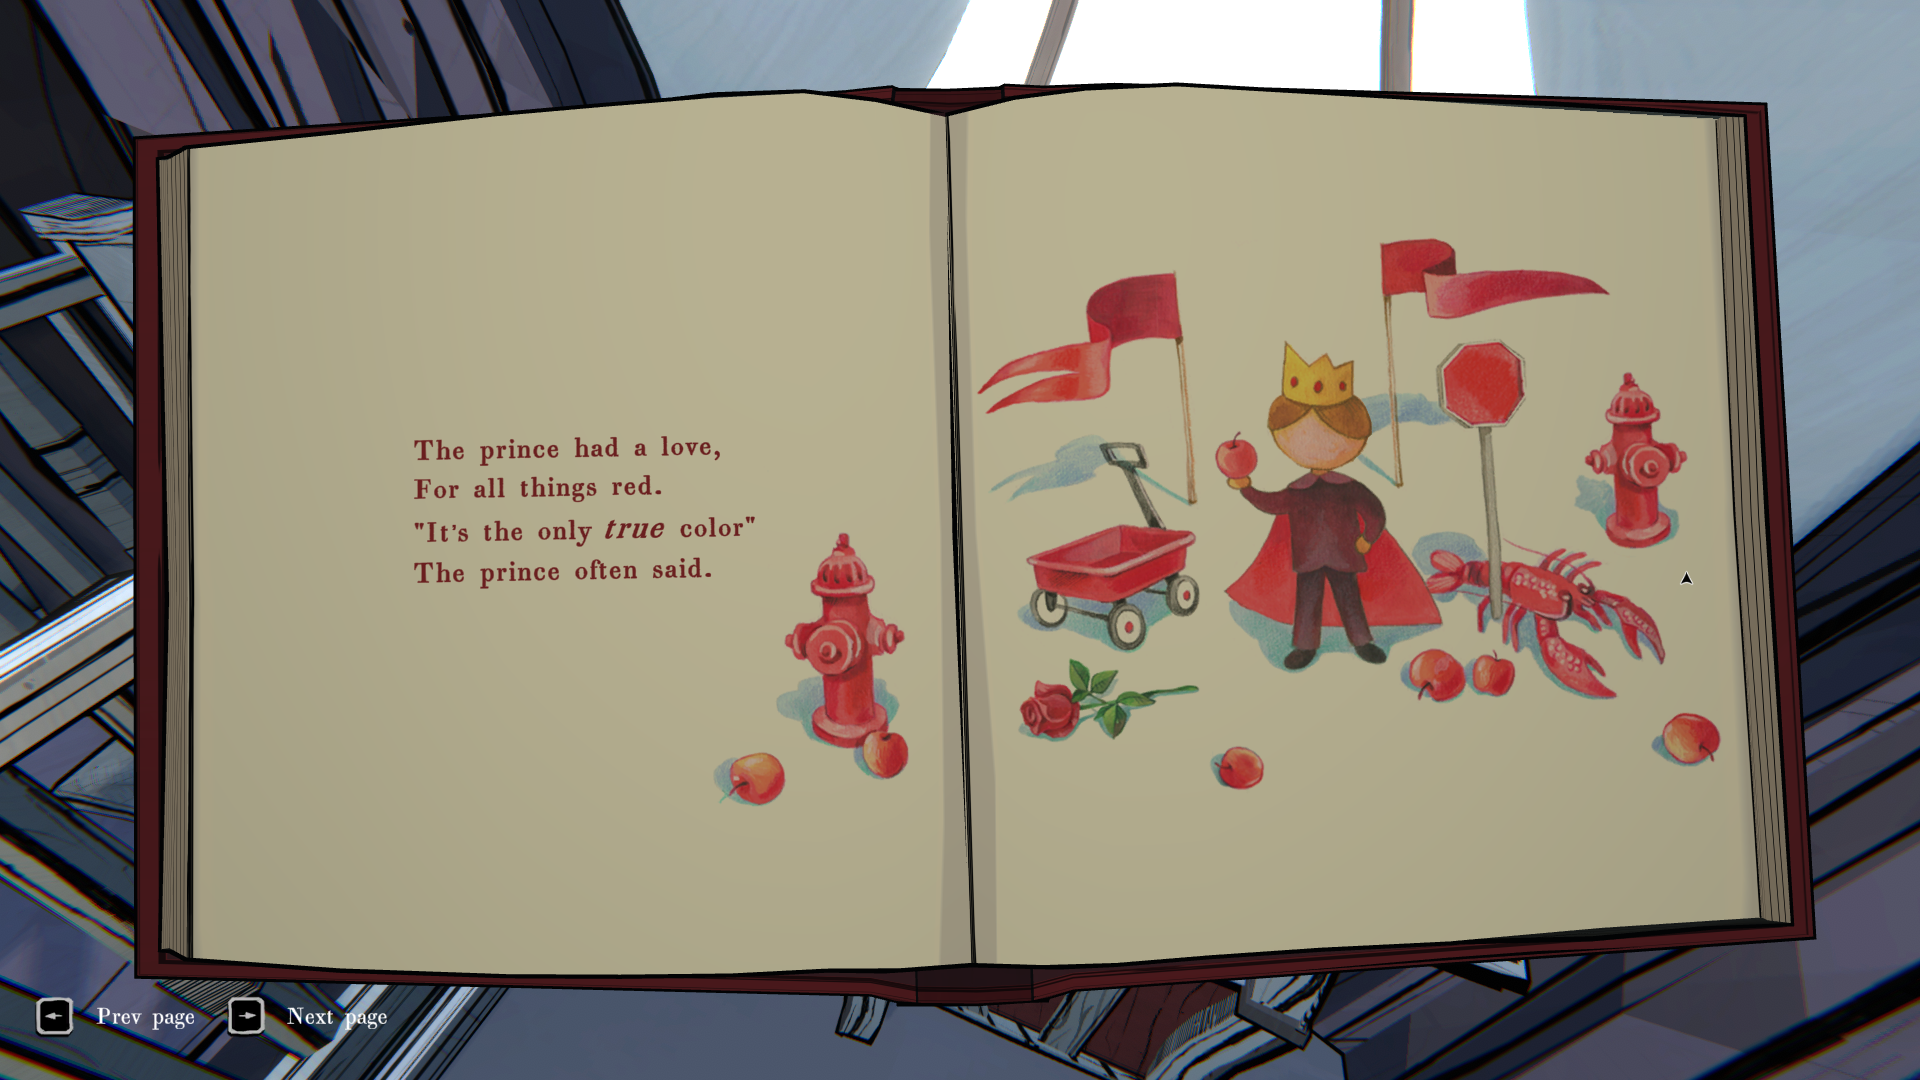 The prince had a love,
For all things red.
"It's the only true color"
The prince often said.
Prev page
Next page